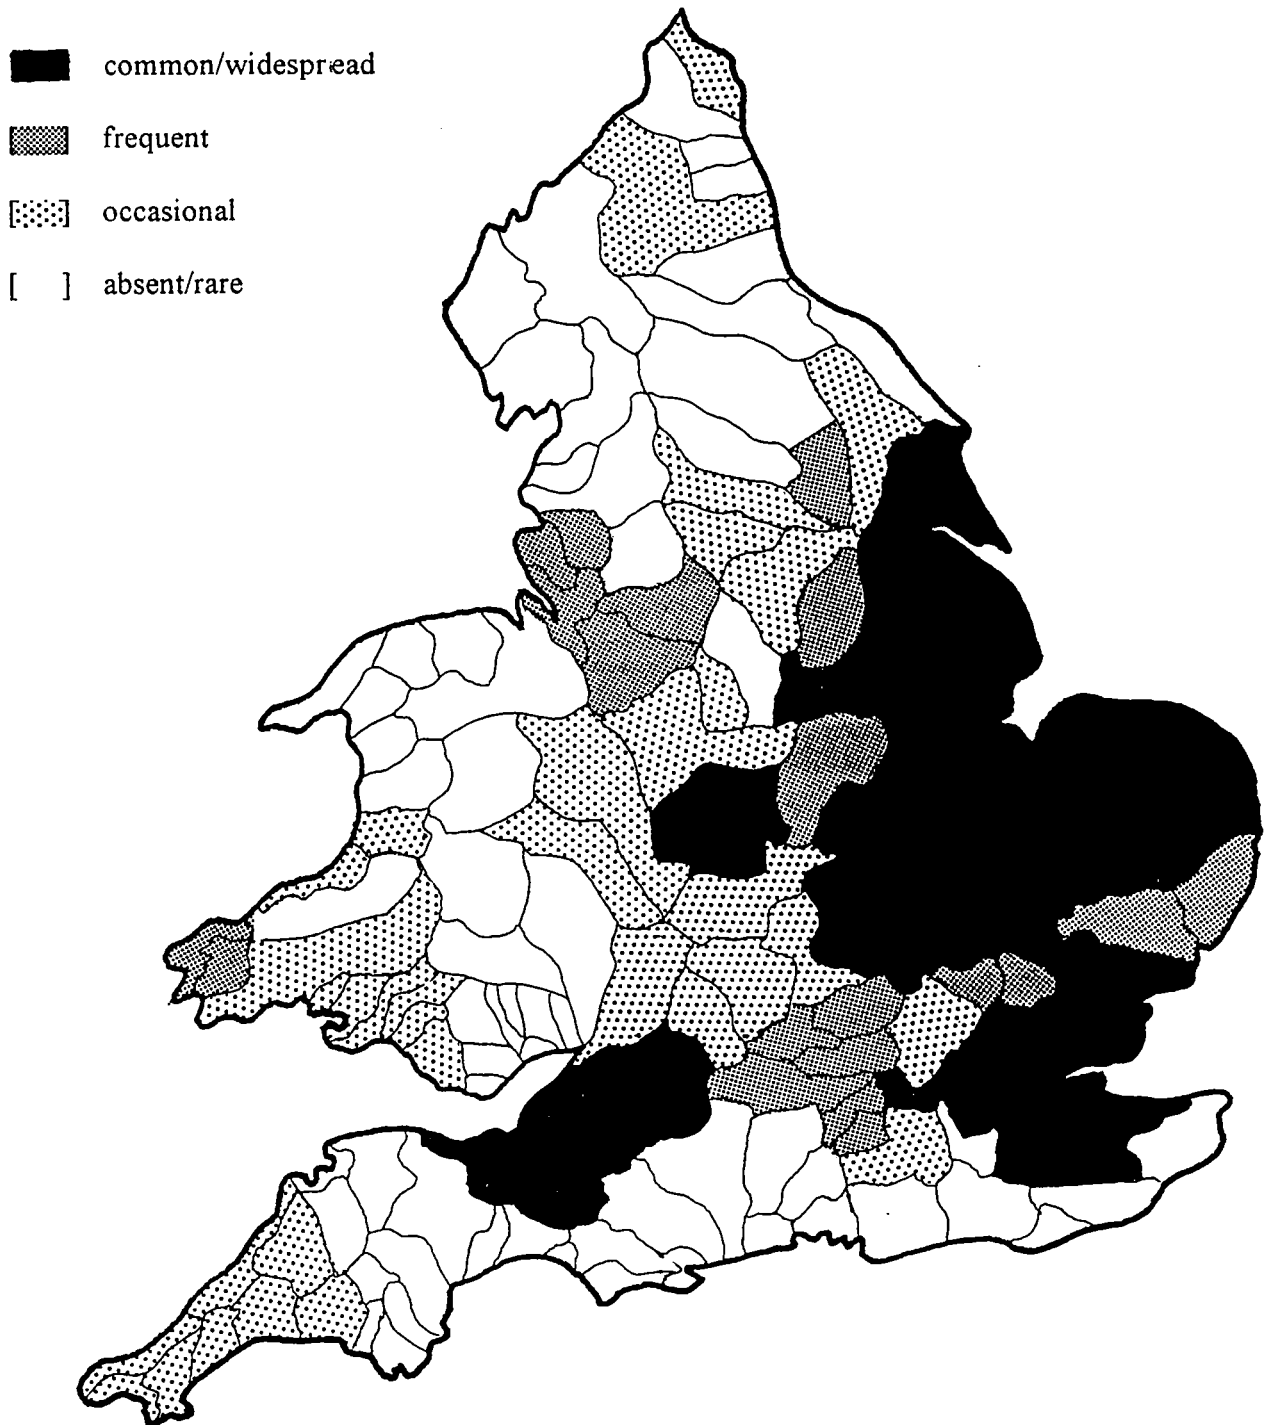 common/widespread
frequent
[ ] occasional
[ ] absent/rare